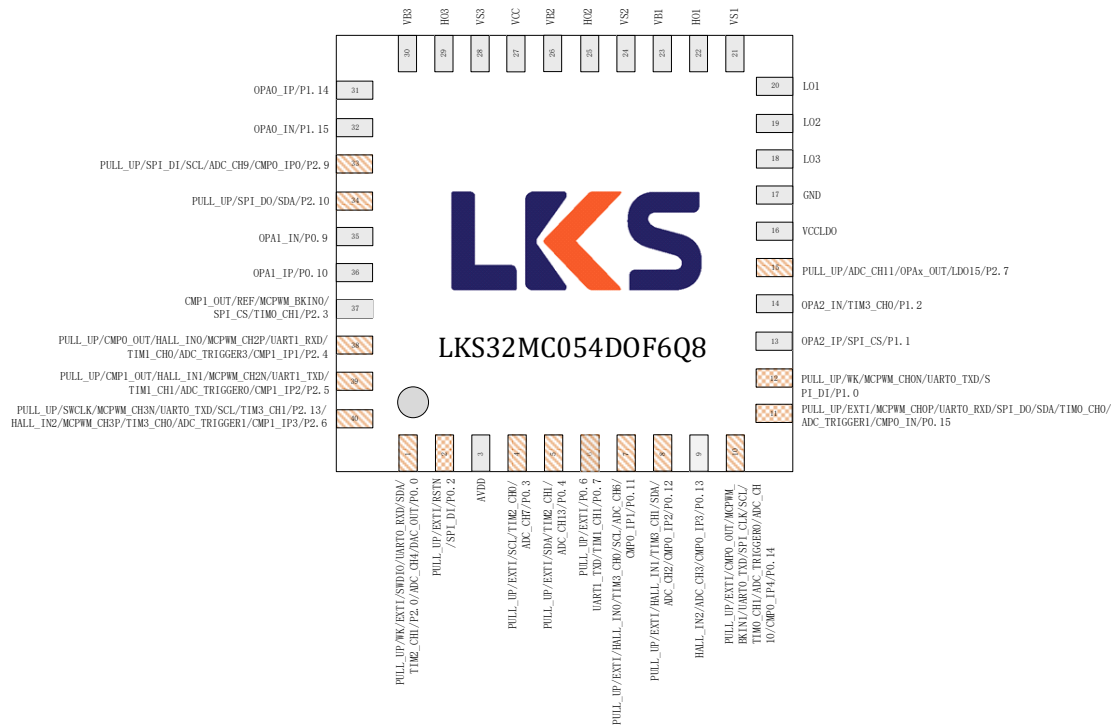 VB3
HO3
VS3
VCC
VB2
HO2
VS2
VB1
HO1
VS1
30
29
28
27
26
25
24
23
22
21
OPA0_IP/P1.14
31
20
LO1
OPA0_IN/P1.15
32
19
LO2
PULL_UP/SPI_DI/SCL/ADC_CH9/CMP0_IP0/P2.9
33
18
LO3
PULL_UP/SPI_DO/SDA/P2.10
34
17
GND
OPA1_IN/P0.9
35
16
VCCLDO
OPA1_IP/P0.10
36
15
PULL_UP/ADC_CH11/OPAx_OUT/LDO15/P2.7
CMP1_OUT/REF/MCPWM_BKIN0/
SPI_CS/TIM0_CH1/P2.3
37
14
OPA2_IN/TIM3_CH0/P1.2
PULL_UP/CMP0_OUT/HALL_IN0/MCPWM_CH2P/UART1_RXD/
TIM1_CH0/ADC_TRIGGER3/CMP1_IP1/P2.4
38
13
OPA2_IP/SPI_CS/P1.1
PULL_UP/CMP1_OUT/HALL_IN1/MCPWM_CH2N/UART1_TXD/
TIM1_CH1/ADC_TRIGGER0/CMP1_IP2/P2.5
39
12
PULL_UP/WK/MCPWM_CH0N/UART0_TXD/S
PI_DI/P1.0
PULL_UP/SWCLK/MCPWM_CH3N/UART0_TXD/SCL/TIM3_CH1/P2.13/
HALL_IN2/MCPWM_CH3P/TIM3_CH0/ADC_TRIGGER1/CMP1_IP3/P2.6
40
11
PULL_UP/EXTI/MCPWM_CH0P/UART0_RXD/SPI_DO/SDA/TIM0_CH0/
ADC_TRIGGER1/CMP0_IN/P0.15
LKS
LKS32MC054DOF6Q8
1
2
3
4
5
6
7
8
9
10
PULL_UP/WK/EXTI/SWDIO/UART0_RXD/SDA/
TIM2_CH1/P2.0/ADC_CH4/DAC_OUT/P0.0
PULL_UP/EXTI/RSTN
/SPI_DI/P0.2
AVDD
PULL_UP/EXTI/SCL/TIM2_CH0/
ADC_CH7/P0.3
PULL_UP/EXTI/SDA/TIM2_CH1/
ADC_CH13/P0.4
PULL_UP/EXTI/P0.6
UART1_TXD/TIM1_CH1/P0.7
PULL_UP/EXTI/HALL_IN0/TIM3_CH0/SCL/ADC_CH6/
CMP0_IP1/P0.11
PULL_UP/EXTI/HALL_IN1/TIM3_CH1/SDA/
ADC_CH2/CMP0_IP2/P0.12
HALL_IN2/ADC_CH3/CMP0_IP3/P0.13
PULL_UP/EXTI/CMP0_OUT/MCPWM_
BKIN1/UART0_TXD/SPI_CLK/SCL/
TIM0_CH1/ADC_TRIGGER0/ADC_CH
10/CMP0_IP4/P0.14